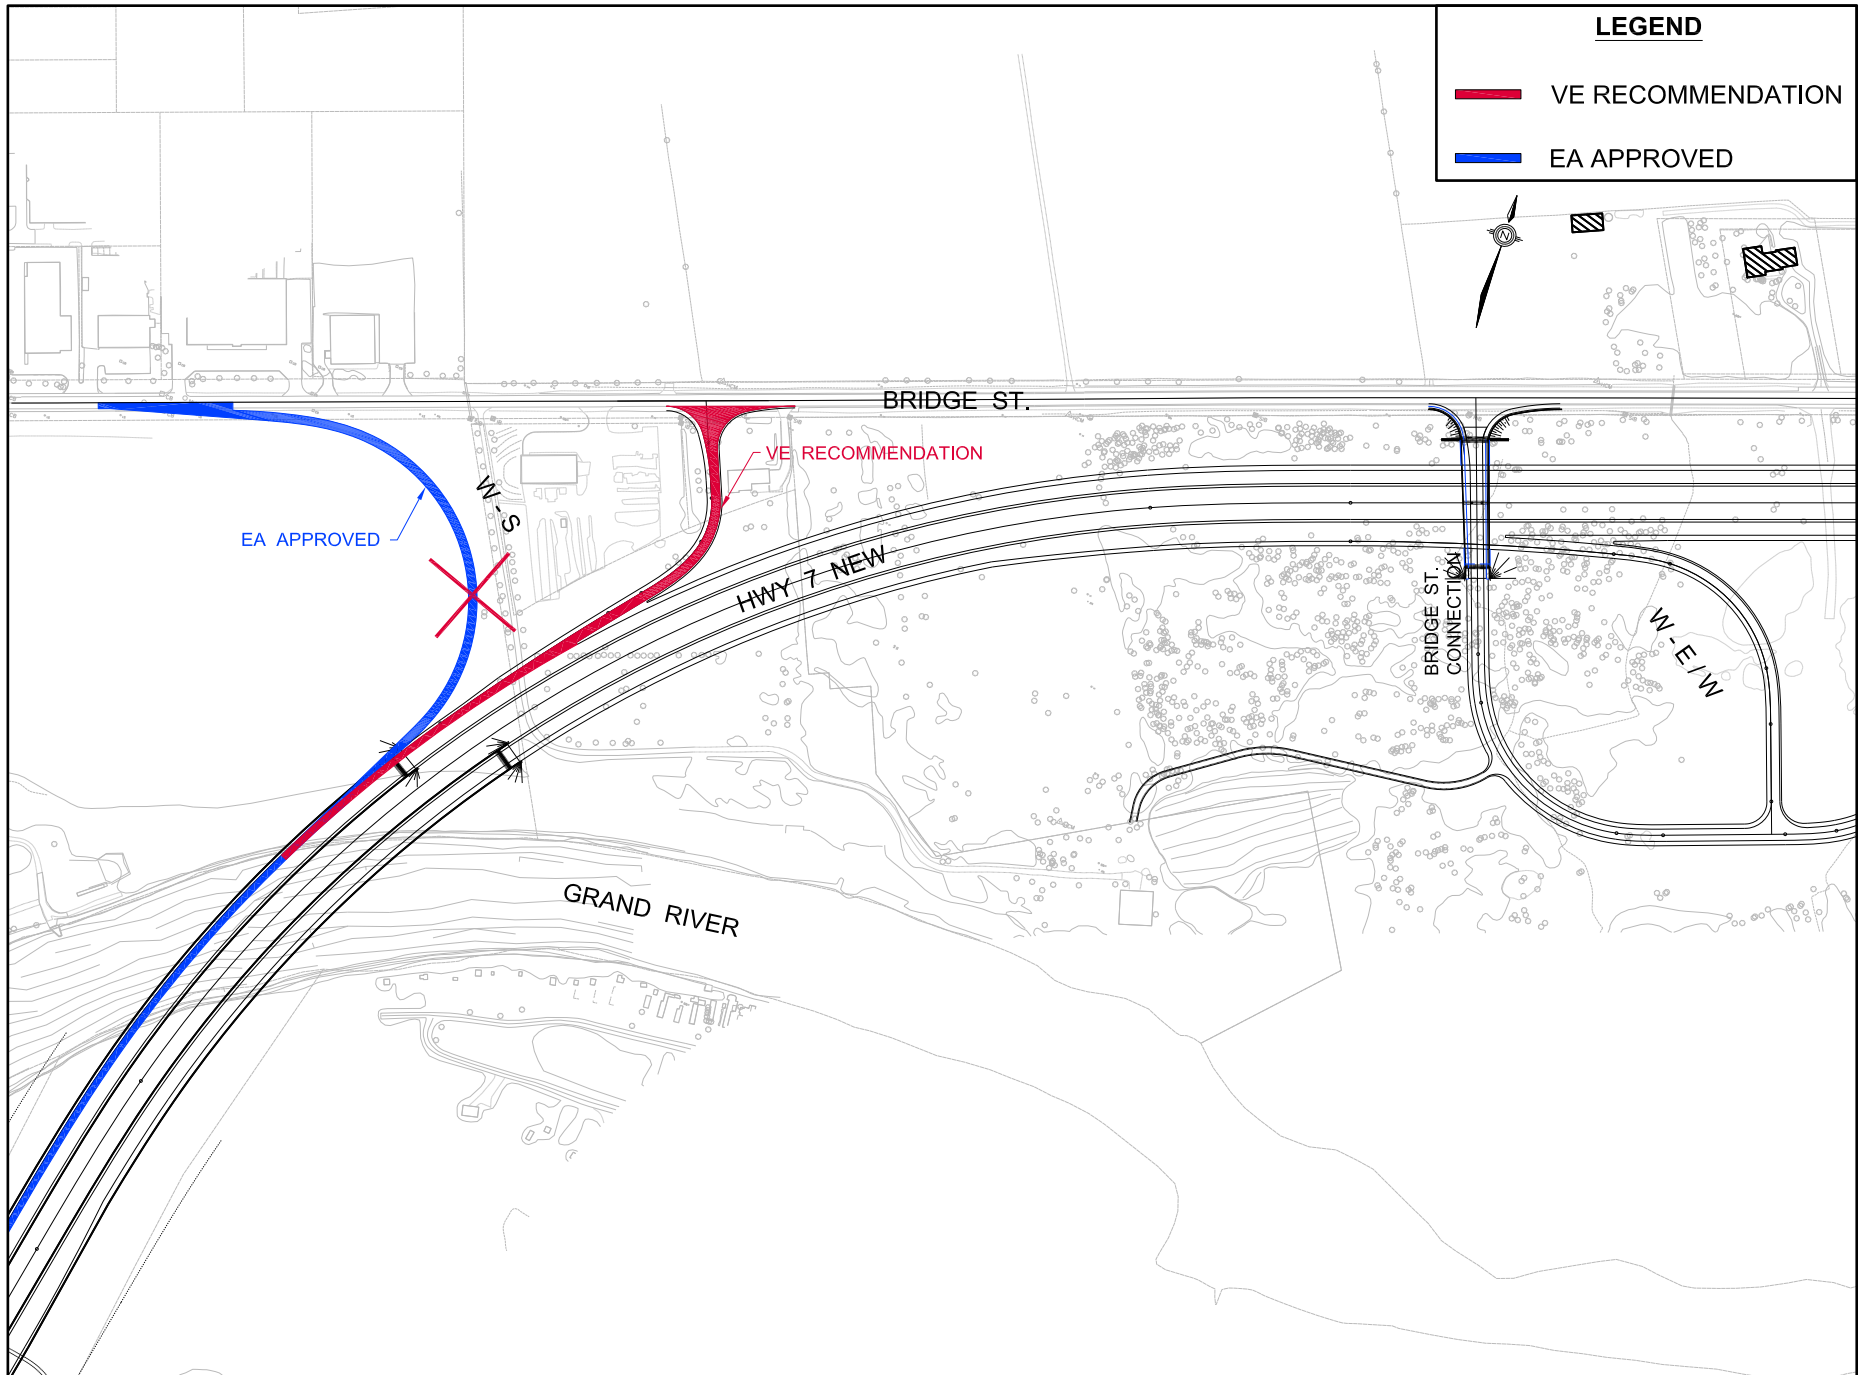 LEGEND
VE RECOMMENDATION
EA APPROVED
N
BRIDGE ST.
VE RECOMMENDATION
W-S
EA APPROVED
HWY 7 NEW
BRIDGE ST.
CONNECTION
W-E/W
GRAND RIVER